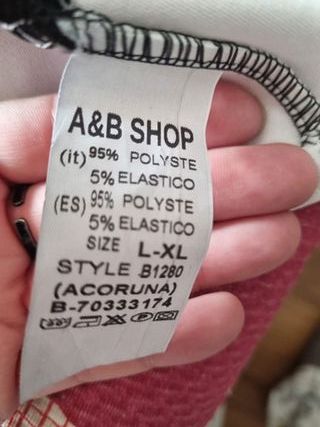 A&B SHOP
(it) 95% POLYSTE
5% ELASTICO
(ES) 95% POLYSTE
5% ELASTICO
SIZE L-XL
STYLE B1280
(ACORUNA)
B-70333174